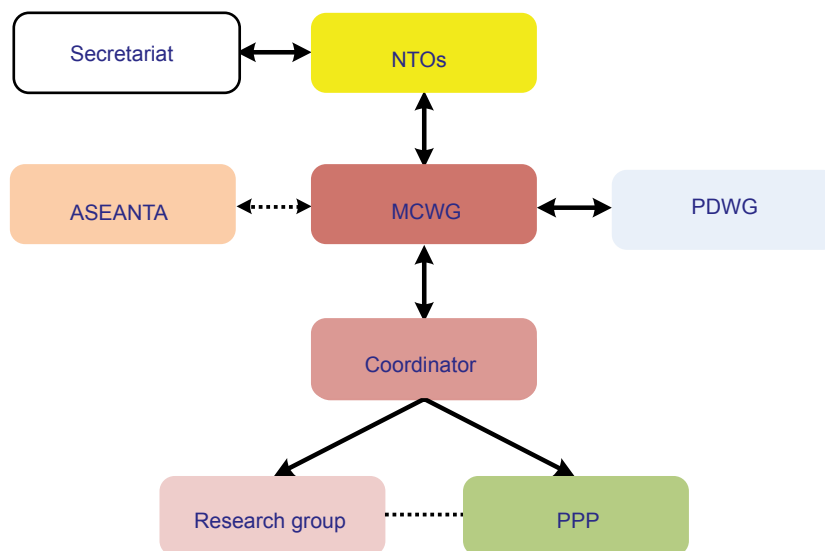 Secretariat
NTOs
ASEANTA
MCWG
PDWG
Coordinator
Research group
PPP